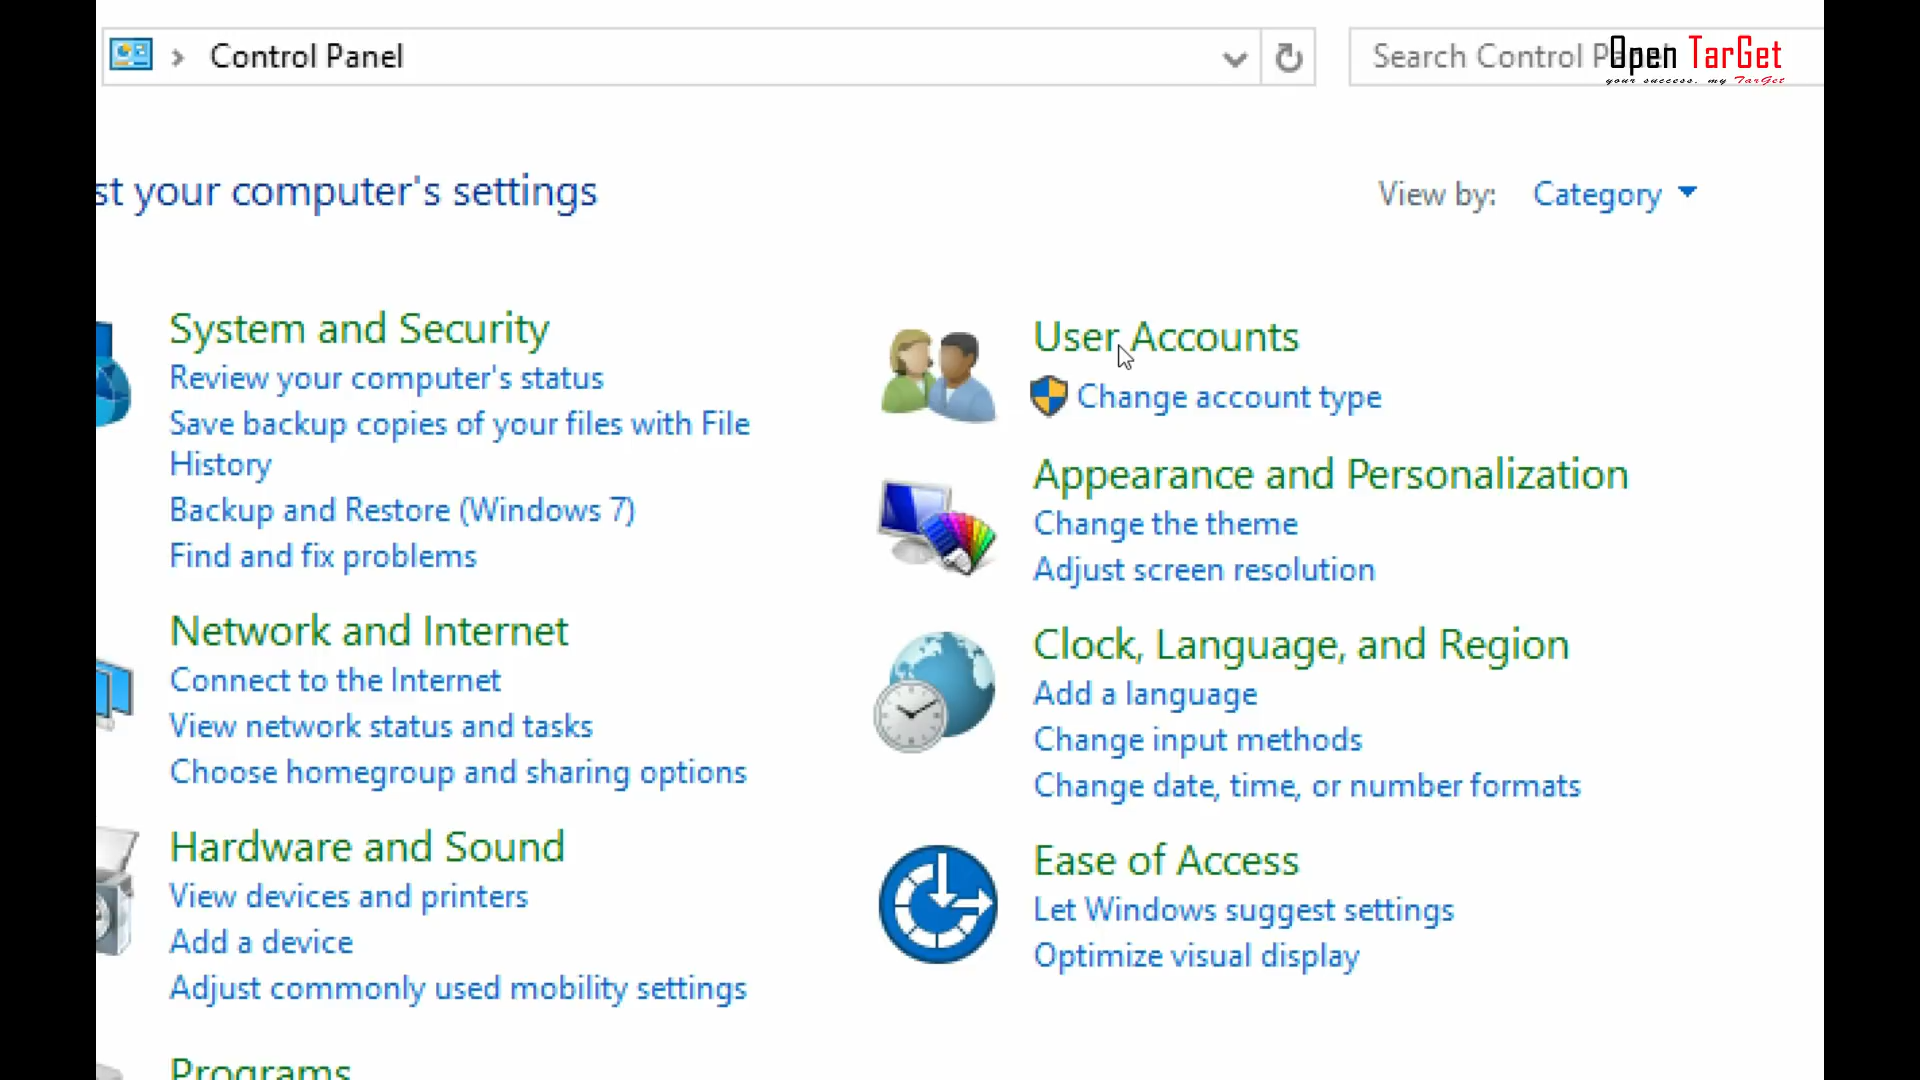 Control Panel
Search Control P
Open TarGet
your success. my TarGet
st your computer's settings
View by: Category
System and Security
Review your computer's status
Save backup copies of your files with File
History
Backup and Restore (Windows 7)
Find and fix problems
Network and Internet
Connect to the Internet
View network status and tasks
Choose homegroup and sharing options
Hardware and Sound
View devices and printers
Add a device
Adjust commonly used mobility settings
Programs
User Accounts
Change account type
Appearance and Personalization
Change the theme
Adjust screen resolution
Clock, Language, and Region
Add a language
Change input methods
Change date, time, or number formats
Ease of Access
Let Windows suggest settings
Optimize visual display